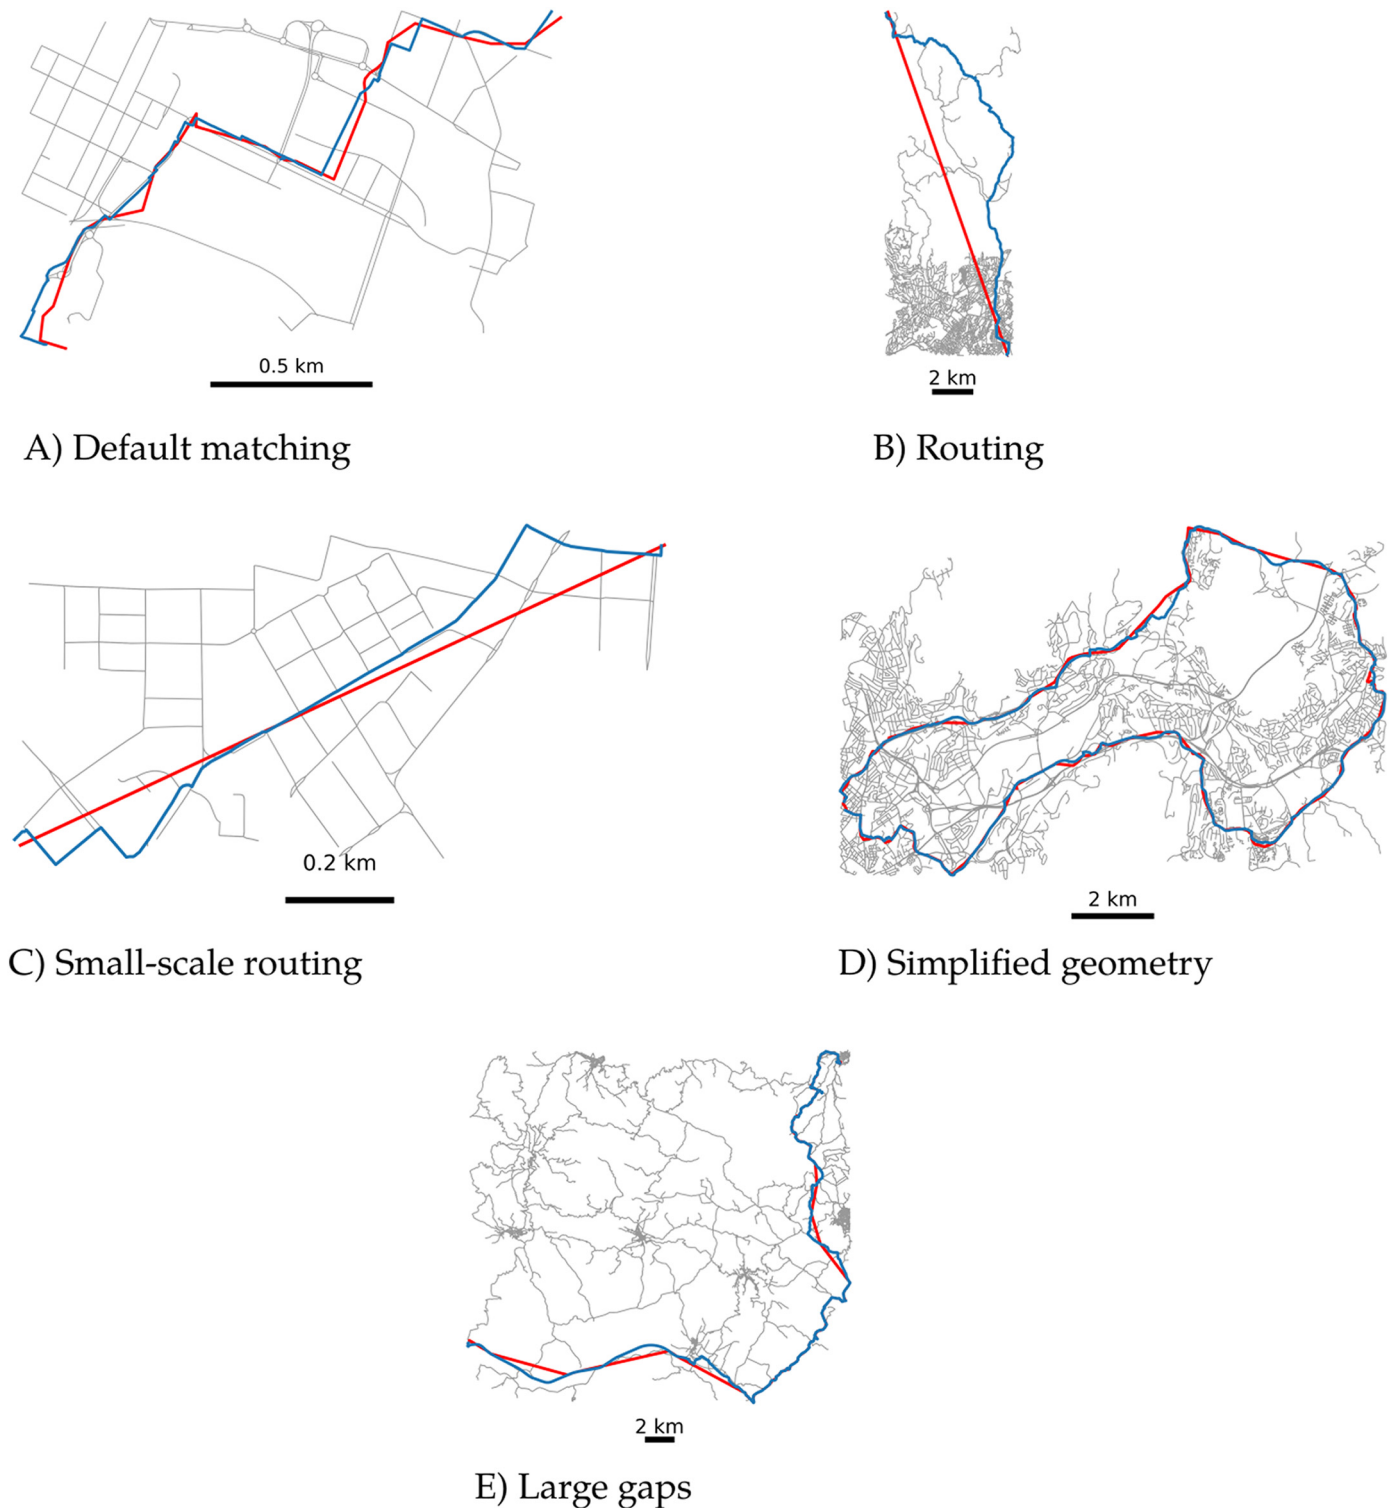 0.5 km
2 km
A) Default matching
B) Routing
0.2 km
2 km
C) Small-scale routing
D) Simplified geometry
2 km
E) Large gaps